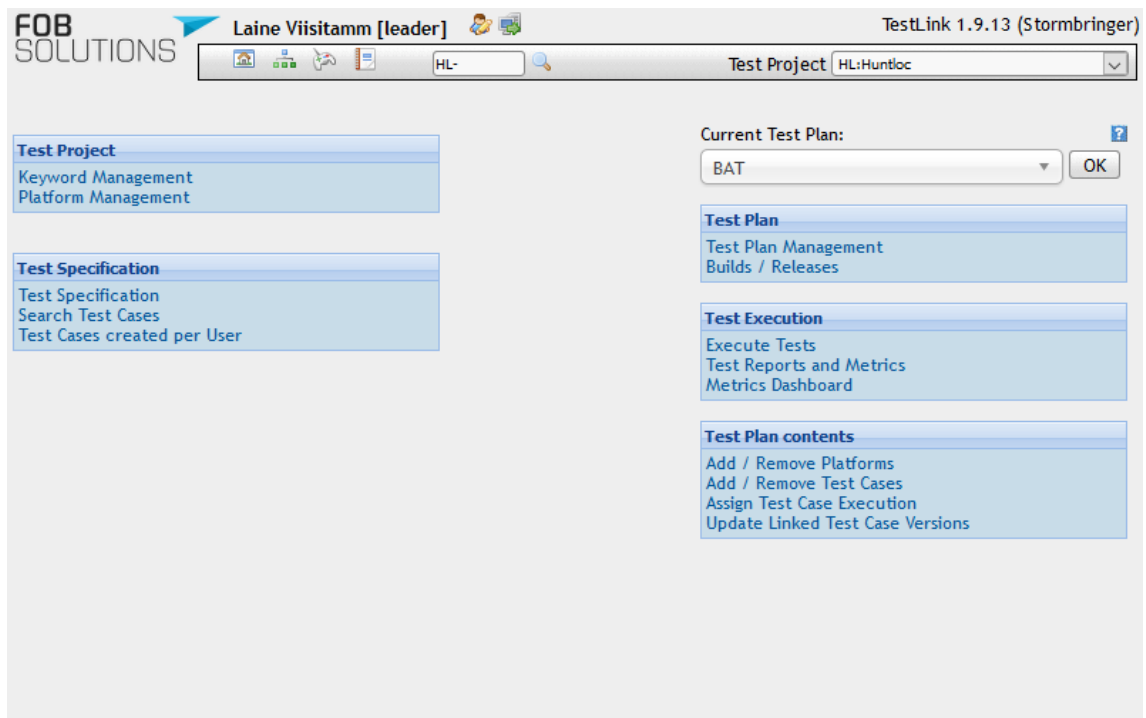 FOB
SOLUTIONS
Laine Viisitamm [leader]
TestLink 1.9.13 (Stormbringer)
HL-
Test Project HL:Huntloc
Test Project
Keyword Management
Platform Management
Test Specification
Test Specification
Search Test Cases
Test Cases created per User
Current Test Plan:
?
BAT
OK
Test Plan
Test Plan Management
Builds / Releases
Test Execution
Execute Tests
Test Reports and Metrics
Metrics Dashboard
Test Plan contents
Add / Remove Platforms
Add / Remove Test Cases
Assign Test Case Execution
Update Linked Test Case Versions